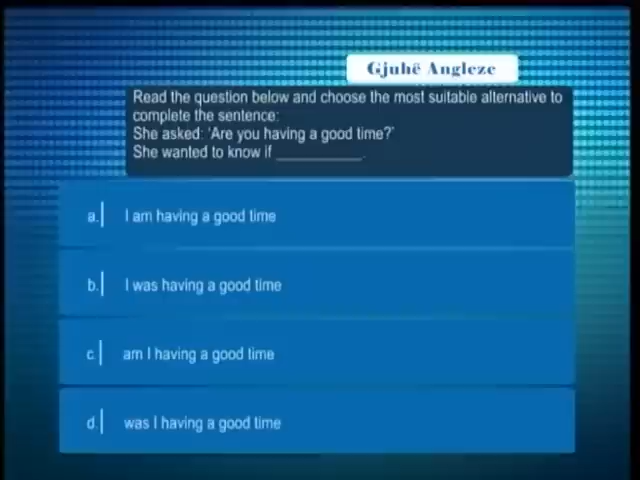 Gjuhë Angleze
Read the question below and choose the most suitable alternative to
complete the sentence:
She asked: ‘Are you having a good time?’
She wanted to know if ___________.
a. I am having a good time
b. I was having a good time
c. am I having a good time
d. was I having a good time